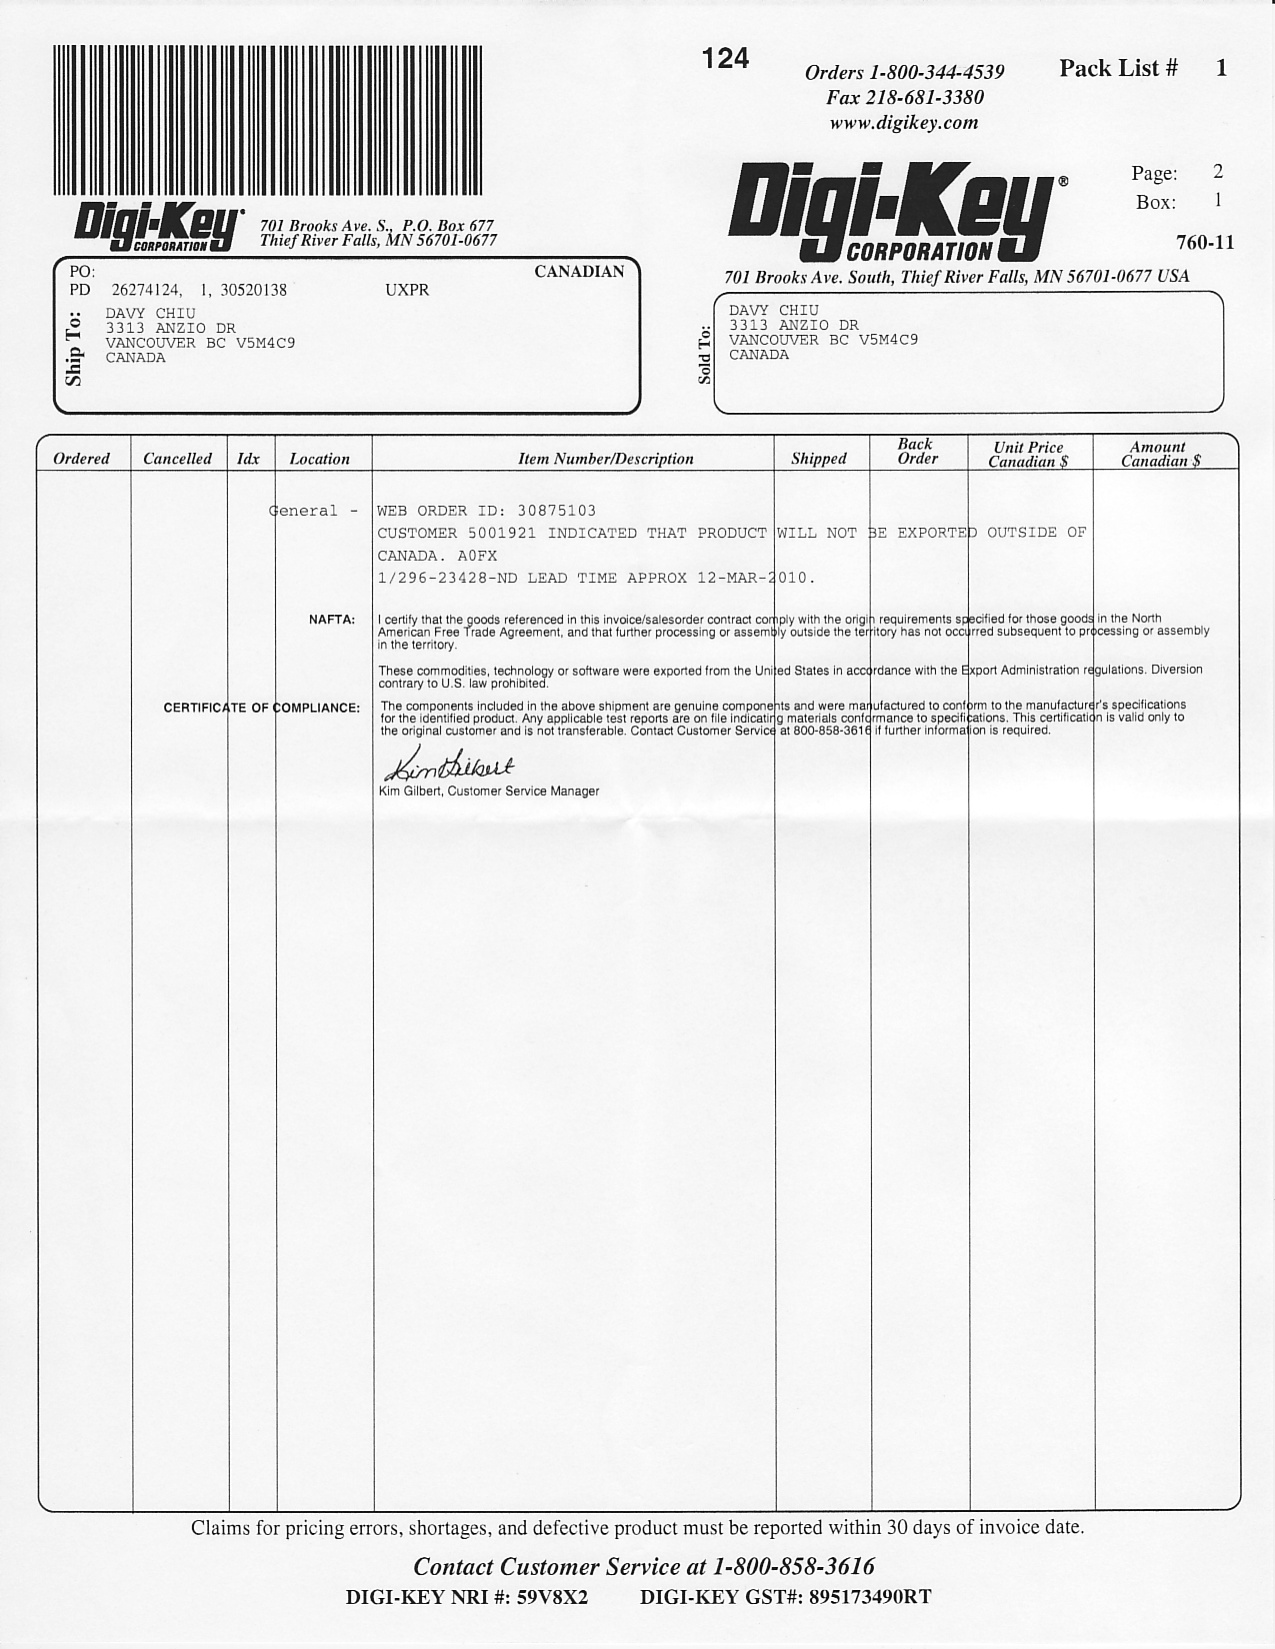 124
Orders 1-800-344-4539
Fax 218-681-3380
www.digikey.com
Pack List # 1
Digi-Key®
CORPORATION
701 Brooks Ave. South, Thief River Falls, MN 56701-0677 USA
Page: 2
Box: 1
760-11
Digi-Key
CORPORATION
701 Brooks Ave. S., P.O. Box 677
Thief River Falls, MN 56701-0677
PO: CANADIAN
PD 26274124, 1, 30520138 UXPR
Ship To:
DAVY CHIU
3313 ANZIO DR
VANCOUVER BC V5M4C9
CANADA
Sold To:
DAVY CHIU
3313 ANZIO DR
VANCOUVER BC V5M4C9
CANADA
Ordered Cancelled Idx Location Item Number/Description Shipped Back Order Unit Price Canadian $ Amount Canadian $
General - WEB ORDER ID: 30875103
CUSTOMER 5001921 INDICATED THAT PRODUCT WILL NOT BE EXPORTED OUTSIDE OF
CANADA. A0FX
1/296-23428-ND LEAD TIME APPROX 12-MAR-2010.
NAFTA: I certify that the goods referenced in this invoice/salesorder contract comply with the origin requirements specified for those goods in the North
American Free Trade Agreement, and that further processing or assembly outside the territory has not occurred subsequent to processing or assembly
in the territory.
These commodities, technology or software were exported from the United States in accordance with the Export Administration regulations. Diversion
contrary to U.S. law prohibited.
CERTIFICATE OF COMPLIANCE: The components included in the above shipment are genuine components and were manufactured to conform to the manufacturer's specifications
for the identified product. Any applicable test reports are on file indicating materials conformance to specifications. This certification is valid only to
the original customer and is not transferable. Contact Customer Service at 800-858-3616 if further information is required.
Kim Gilbert
Kim Gilbert, Customer Service Manager
Claims for pricing errors, shortages, and defective product must be reported within 30 days of invoice date.
Contact Customer Service at 1-800-858-3616
DIGI-KEY NRI #: 59V8X2 DIGI-KEY GST#: 895173490RT